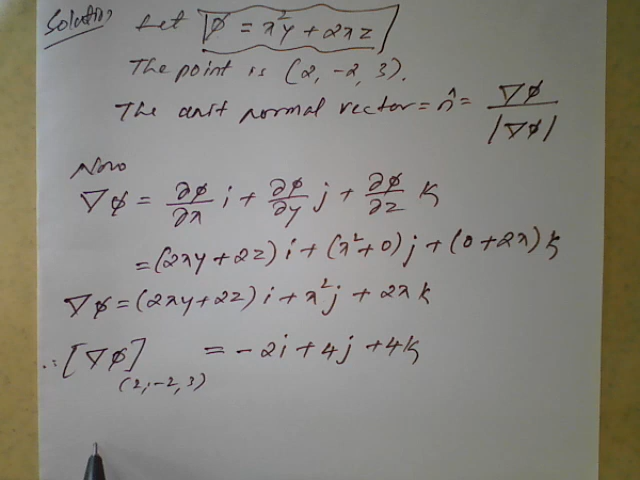 Solution Let ∅ = x²y + 2xz
The point is (2, -2, 3).
The unit normal vector = n̂ = ∇∅ / |∇∅|
Now
∇∅ = ∂∅/∂x i + ∂∅/∂y j + ∂∅/∂z k
= (2xy + 2z) i + (x² + 0) j + (0 + 2x) k
∇∅ = (2xy + 2z) i + x² j + 2x k
∴ [∇∅] (2, -2, 3) = -2i + 4j + 4k